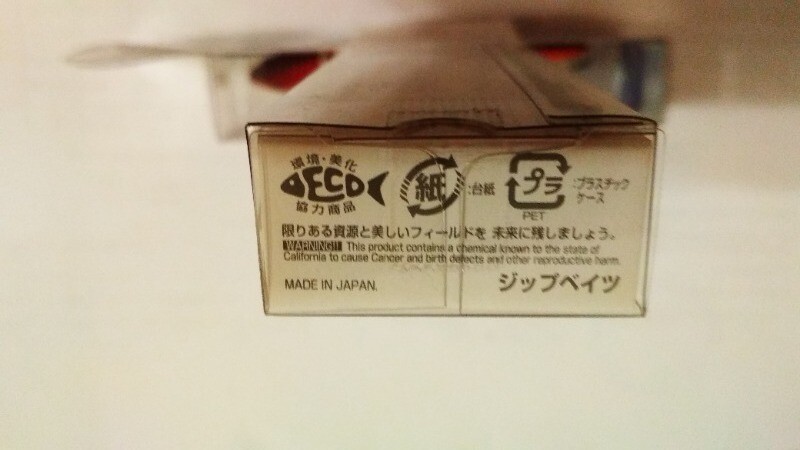 環境・美化
ECO
協力商品
紙 :台紙
プラ :プラスチック
ケース
PET
限りある資源と美しいフィールドを 未来に残しましょう。
WARNING!! This product contains a chemical known to the state of
California to cause Cancer and birth defects and other reproductive harm.
MADE IN JAPAN.
ジップベイツ